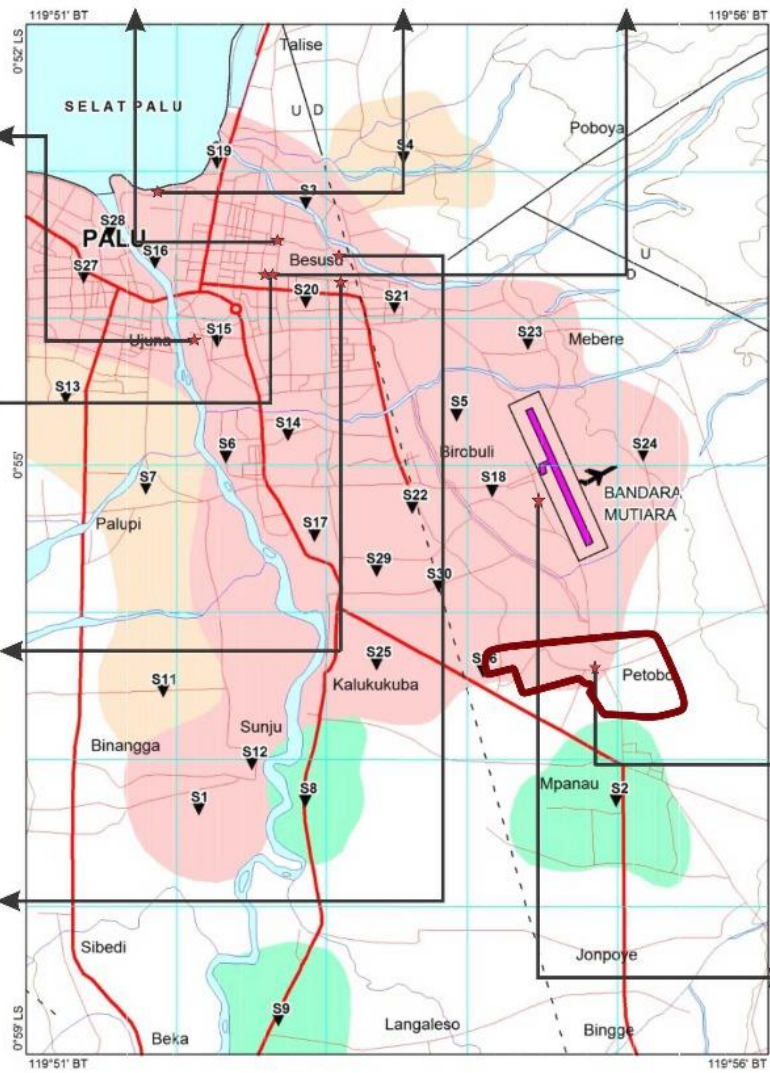 119°51' BT
119°56' BT
0°52' LS
Talise
SELAT PALU
U D
Poboya
S4
S19
S3
S28
PALU
S16
Besusu
U
S27
D
S20
S21
Ujuna
S15
S23
Mebere
S13
S5
S14
S6
Birobuli
S24
0°55'
S7
S18
BANDARA
MUTIARA
S22
Palupi
S17
S29
S30
S25
Petobo
S11
Kalukukuba
Sunju
Binangga
S12
Mpanau
S1
S8
S2
Sibedi
Jonpoye
S9
Langaleso
Bingge
Beka
0°59' LS
119°51' BT
119°56' BT